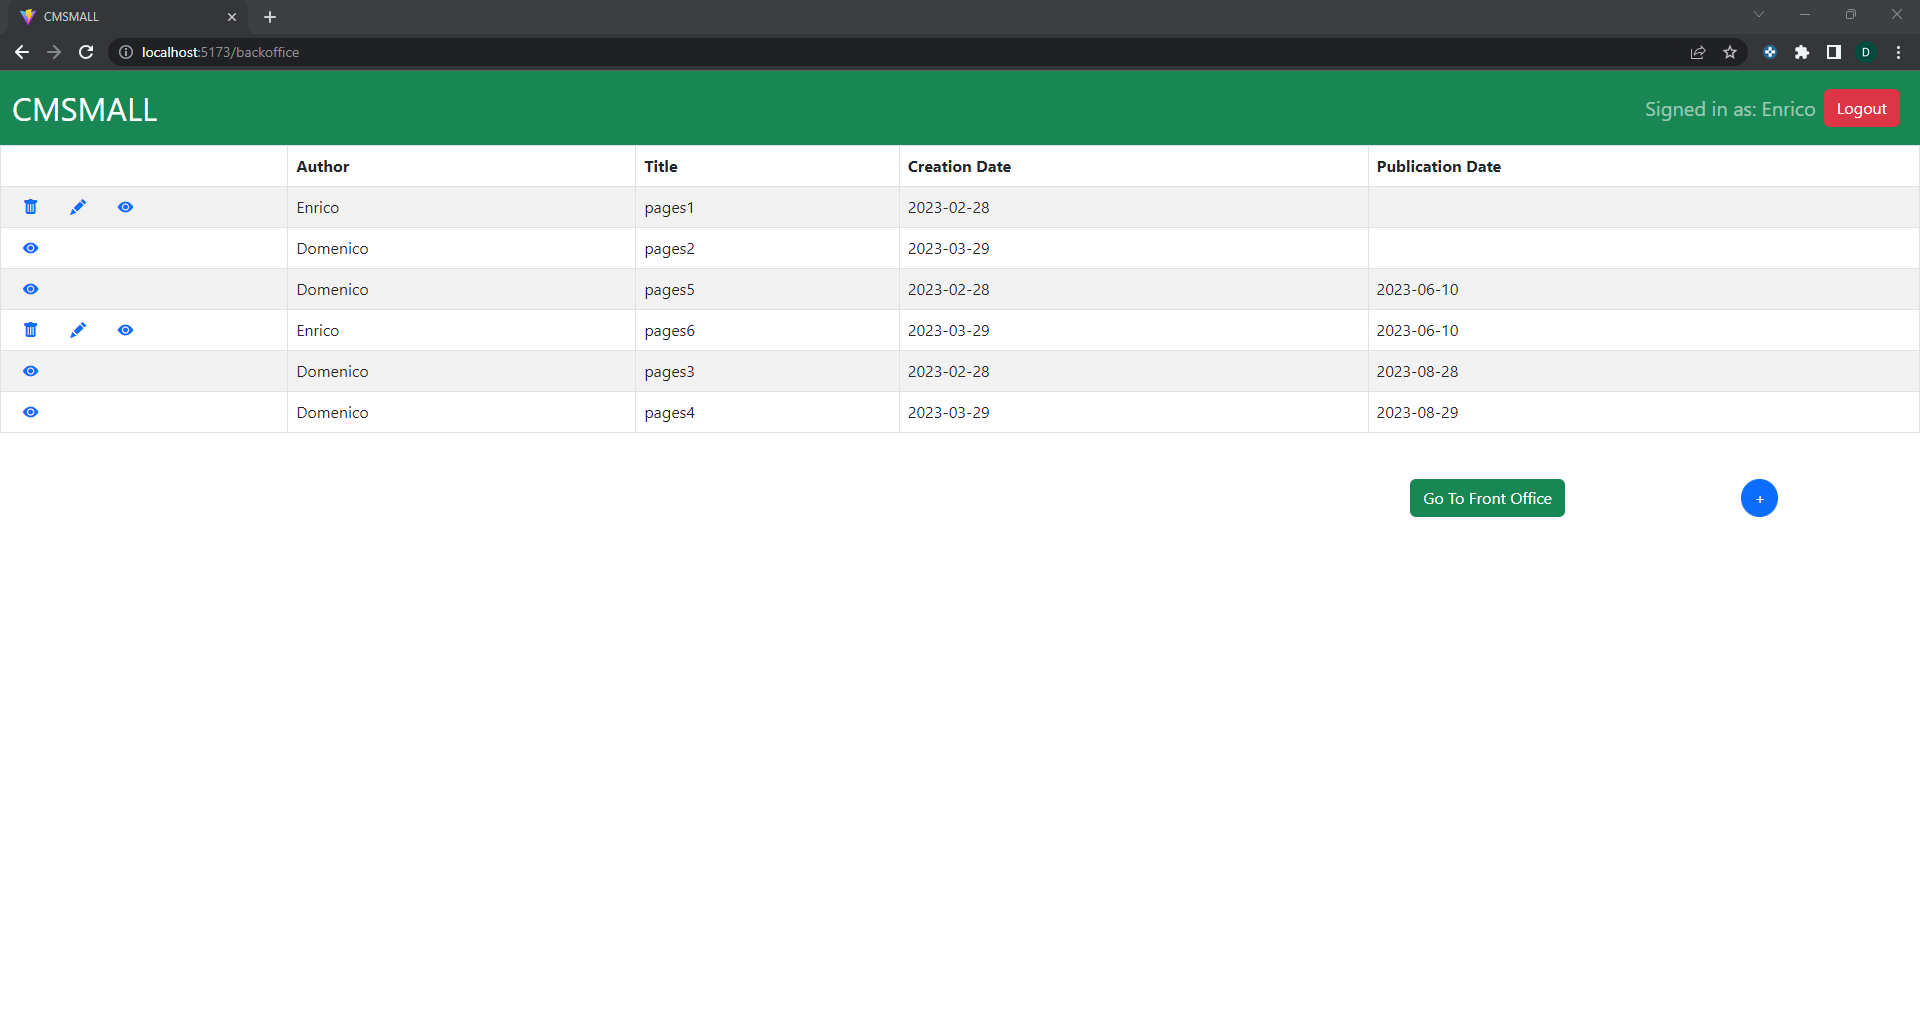 CMSMALL
localhost:5173/backoffice
D
CMSMALL
Signed in as: Enrico Logout
Author Title Creation Date Publication Date
Enrico pages1 2023-02-28
Domenico pages2 2023-03-29
Domenico pages5 2023-02-28 2023-06-10
Enrico pages6 2023-03-29 2023-06-10
Domenico pages3 2023-02-28 2023-08-28
Domenico pages4 2023-03-29 2023-08-29
Go To Front Office +